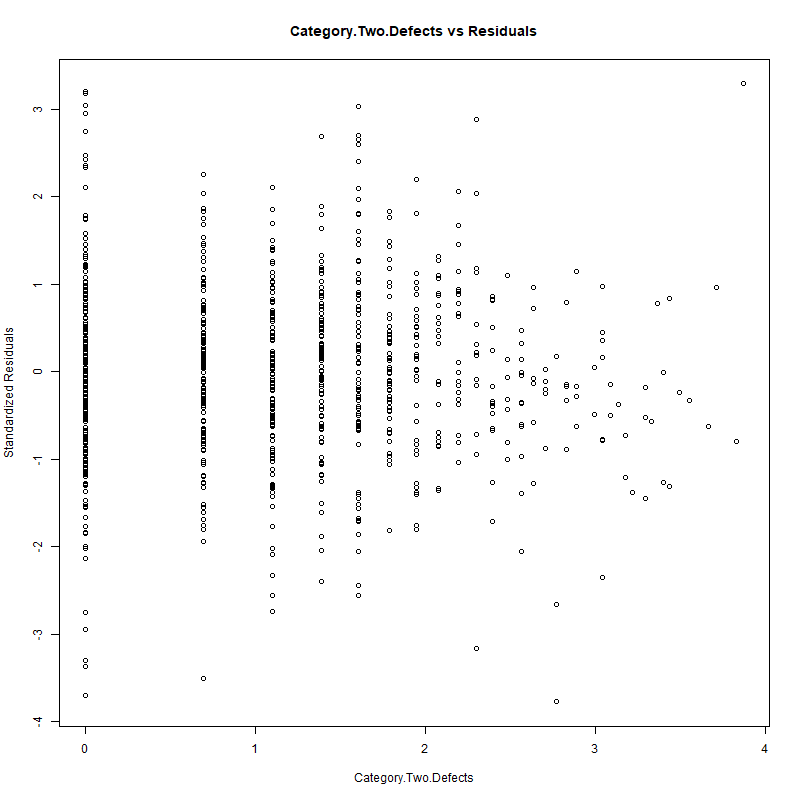 Category.Two.Defects vs Residuals
Standardized Residuals
3
2
1
0
-1
-2
-3
-4
0 1 2 3 4
Category.Two.Defects